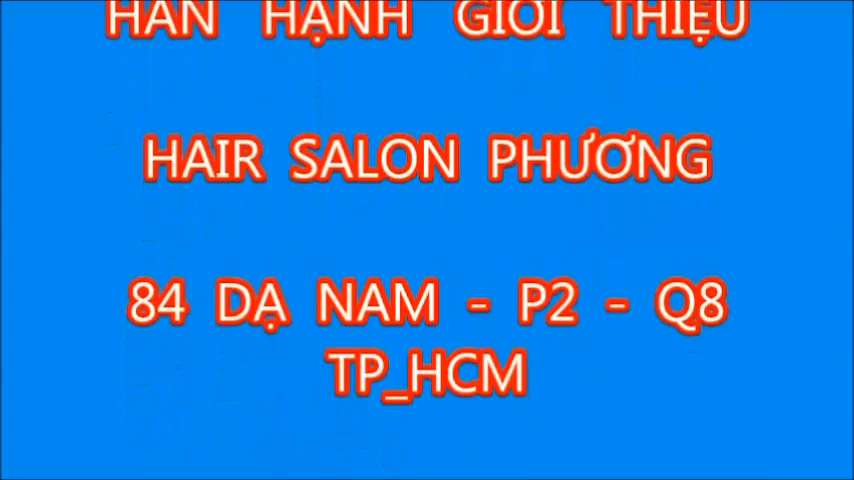 HÂN HẠNH GIỚI THIỆU
HAIR SALON PHƯƠNG
84 DẠ NAM - P2 - Q8
TP_HCM